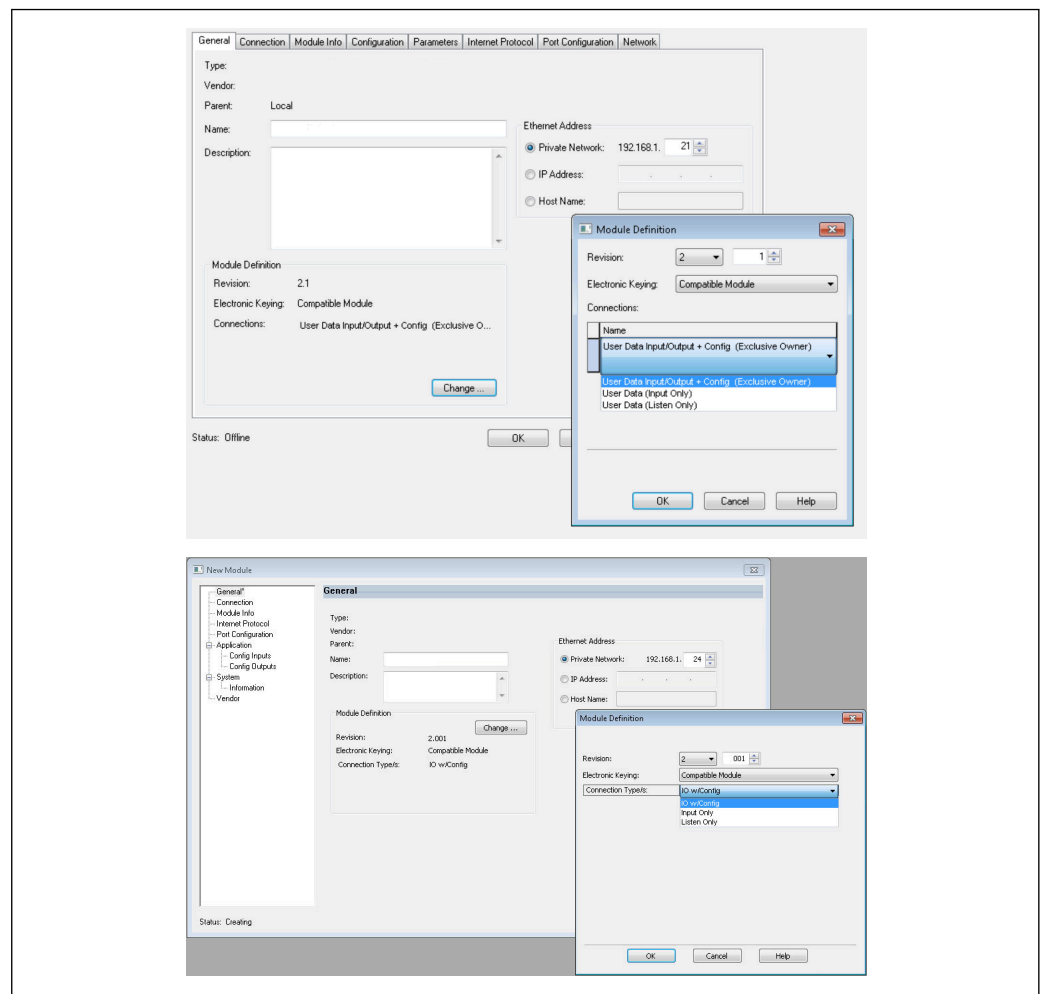 General Connection Module Info Configuration Parameters Internet Protocol Port Configuration Network
Type:
Vendor:
Parent: Local
Name:
Description:
Ethernet Address
Private Network: 192.168.1. 21
IP Address:
Host Name:
Module Definition
Revision: 2.1
Electronic Keying: Compatible Module
Connections: User Data Input/Output + Config (Exclusive O...
Change ...
Status: Offline
OK
Module Definition
Revision: 2 1
Electronic Keying: Compatible Module
Connections:
Name
User Data Input/Output + Config (Exclusive Owner)
User Data Input/Output + Config (Exclusive Owner)
User Data (Input Only)
User Data (Listen Only)
OK Cancel Help
New Module
General*
Connection
Module Info
Internet Protocol
Port Configuration
Application
Config Inputs
Config Outputs
System
Information
Vendor
General
Type:
Vendor:
Parent:
Name:
Description:
Ethernet Address
Private Network: 192.168.1. 24
IP Address:
Host Name:
Module Definition
Change ...
Revision: 2.001
Electronic Keying: Compatible Module
Connection Type/s: IO w/Config
Status: Creating
Module Definition
Revision: 2 001
Electronic Keying: Compatible Module
Connection Type/s: IO w/Config
IO w/Config
Input Only
Listen Only
OK Cancel Help